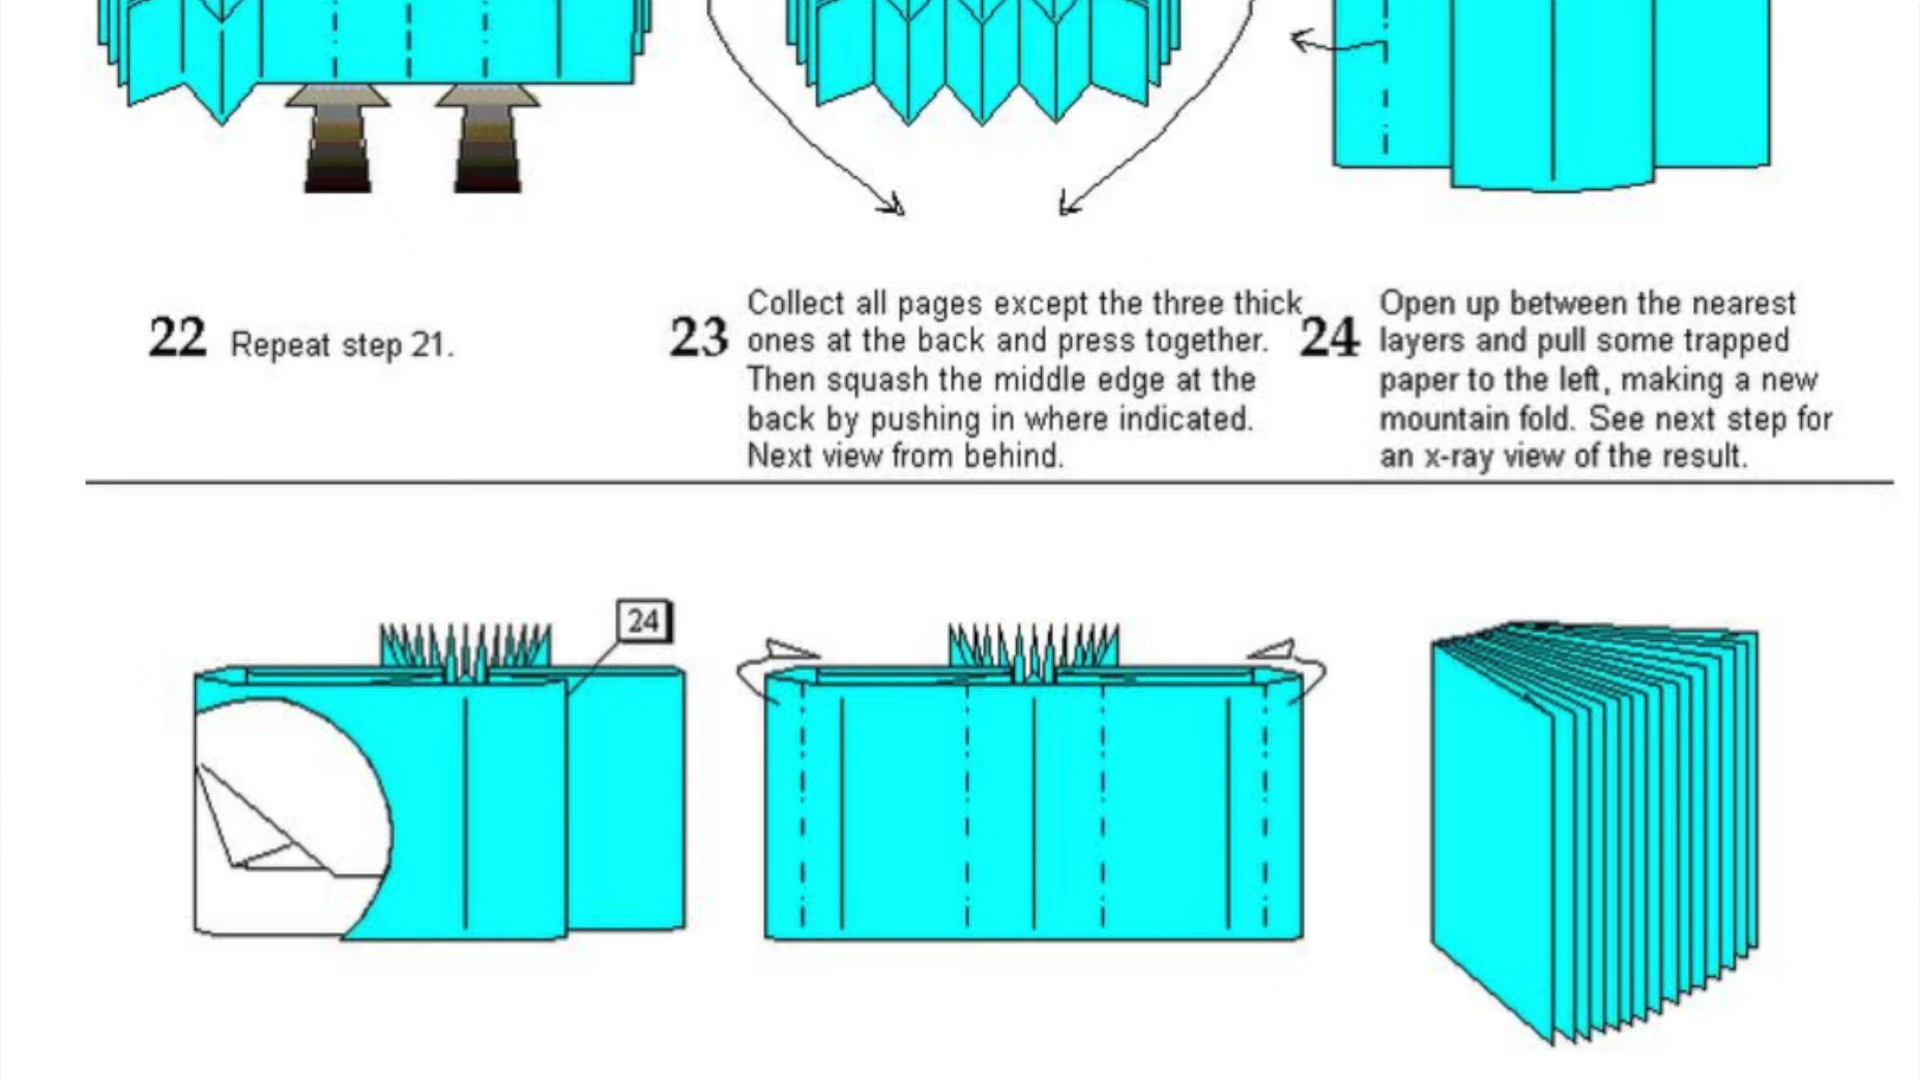 22 Repeat step 21.
23 Collect all pages except the three thick
ones at the back and press together.
Then squash the middle edge at the
back by pushing in where indicated.
Next view from behind.
24 Open up between the nearest
layers and pull some trapped
paper to the left, making a new
mountain fold. See next step for
an x-ray view of the result.
24